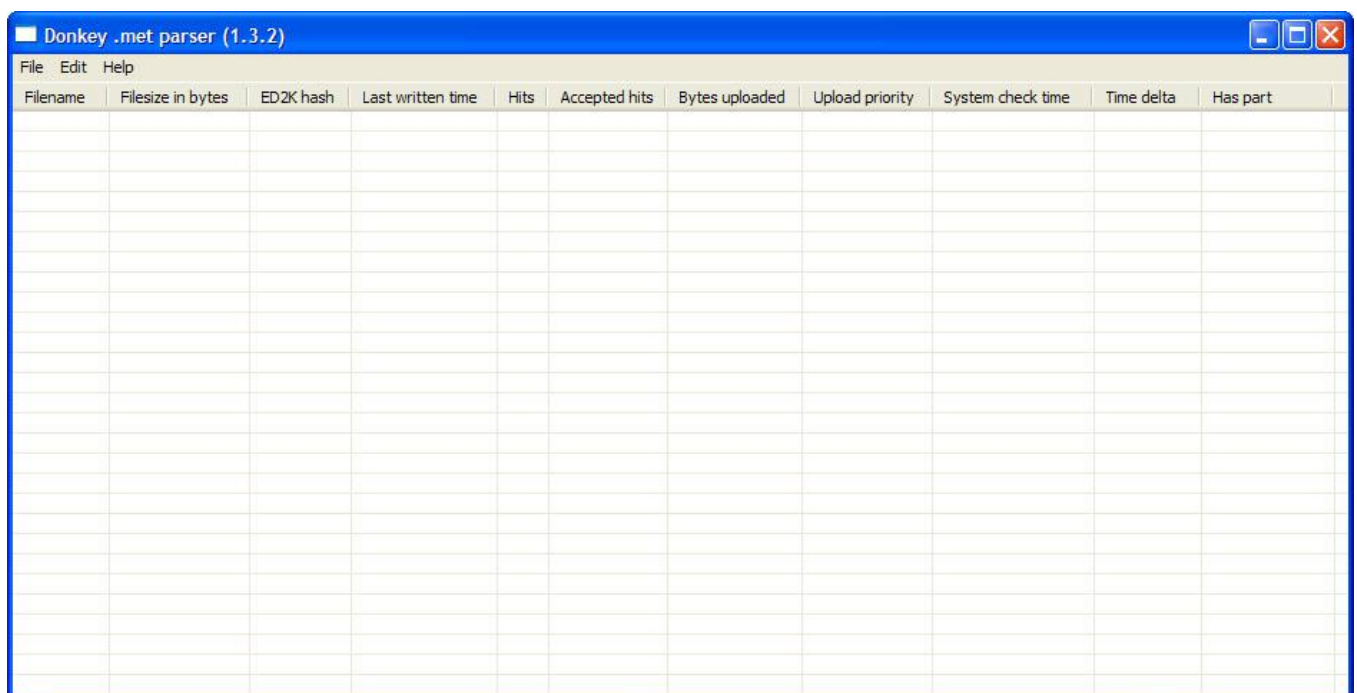 Donkey .met parser (1.3.2)
File Edit Help
Filename Filesize in bytes ED2K hash Last written time Hits Accepted hits Bytes uploaded Upload priority System check time Time delta Has part